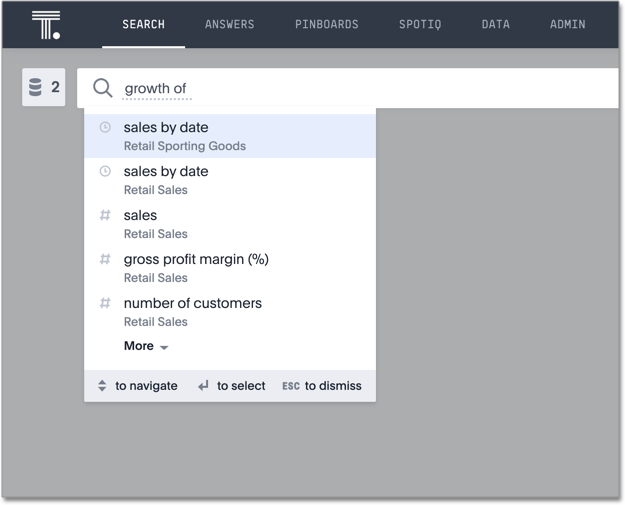 T.
SEARCH ANSWERS PINBOARDS SPOTIQ DATA ADMIN
2
growth of
sales by date
Retail Sporting Goods
sales by date
Retail Sales
# sales
Retail Sales
# gross profit margin (%)
Retail Sales
# number of customers
Retail Sales
More
to navigate to select ESC to dismiss